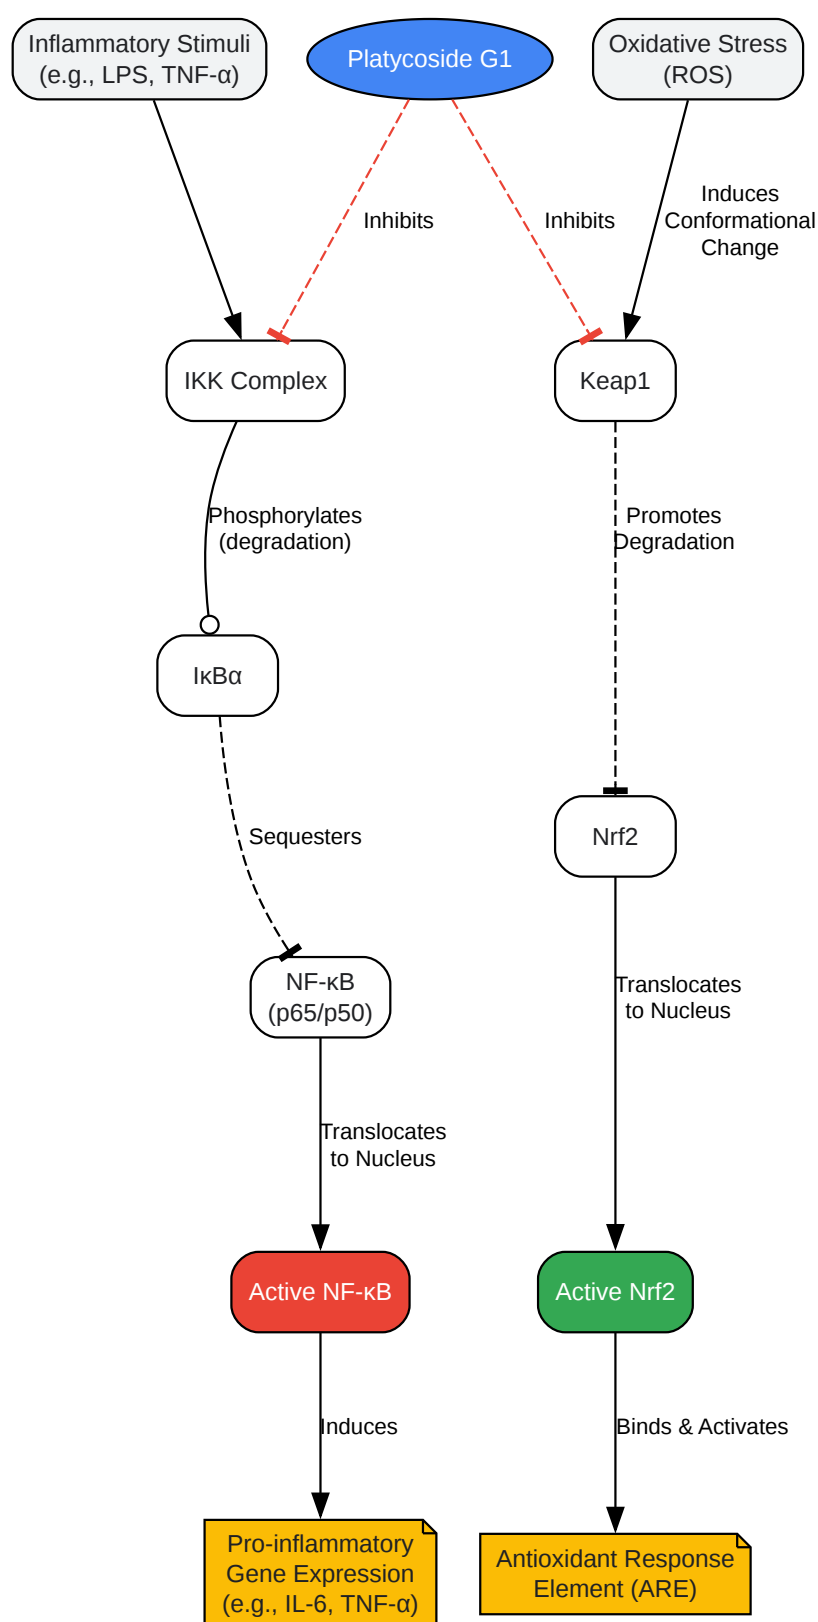 Inflammatory Stimuli
(e.g., LPS, TNF-α)
Platycoside G1
Oxidative Stress
(ROS)
Inhibits
Inhibits
Induces
Conformational
Change
IKK Complex
Keap1
Phosphorylates
(degradation)
Promotes
Degradation
IκBα
Sequesters
Nrf2
NF-κB
(p65/p50)
Translocates
to Nucleus
Translocates
to Nucleus
Active NF-κB
Active Nrf2
Induces
Binds & Activates
Pro-inflammatory
Gene Expression
(e.g., IL-6, TNF-α)
Antioxidant Response
Element (ARE)